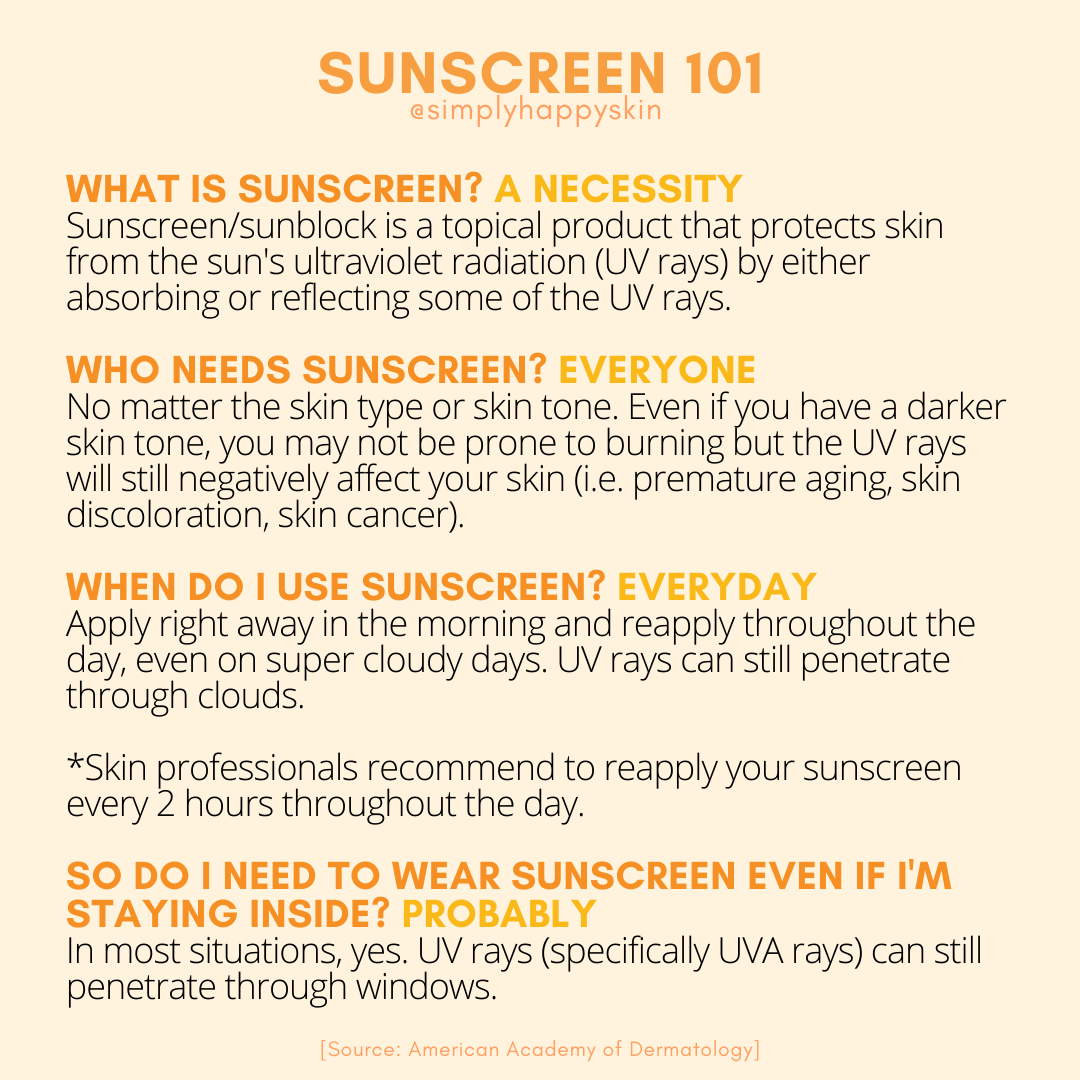 SUNSCREEN 101
@simplyhappyskin
WHAT IS SUNSCREEN? A NECESSITY
Sunscreen/sunblock is a topical product that protects skin
from the sun's ultraviolet radiation (UV rays) by either
absorbing or reflecting some of the UV rays.
WHO NEEDS SUNSCREEN? EVERYONE
No matter the skin type or skin tone. Even if you have a darker
skin tone, you may not be prone to burning but the UV rays
will still negatively affect your skin (i.e. premature aging, skin
discoloration, skin cancer).
WHEN DO I USE SUNSCREEN? EVERYDAY
Apply right away in the morning and reapply throughout the
day, even on super cloudy days. UV rays can still penetrate
through clouds.
*Skin professionals recommend to reapply your sunscreen
every 2 hours throughout the day.
SO DO I NEED TO WEAR SUNSCREEN EVEN IF I'M
STAYING INSIDE? PROBABLY
In most situations, yes. UV rays (specifically UVA rays) can still
penetrate through windows.
[Source: American Academy of Dermatology]